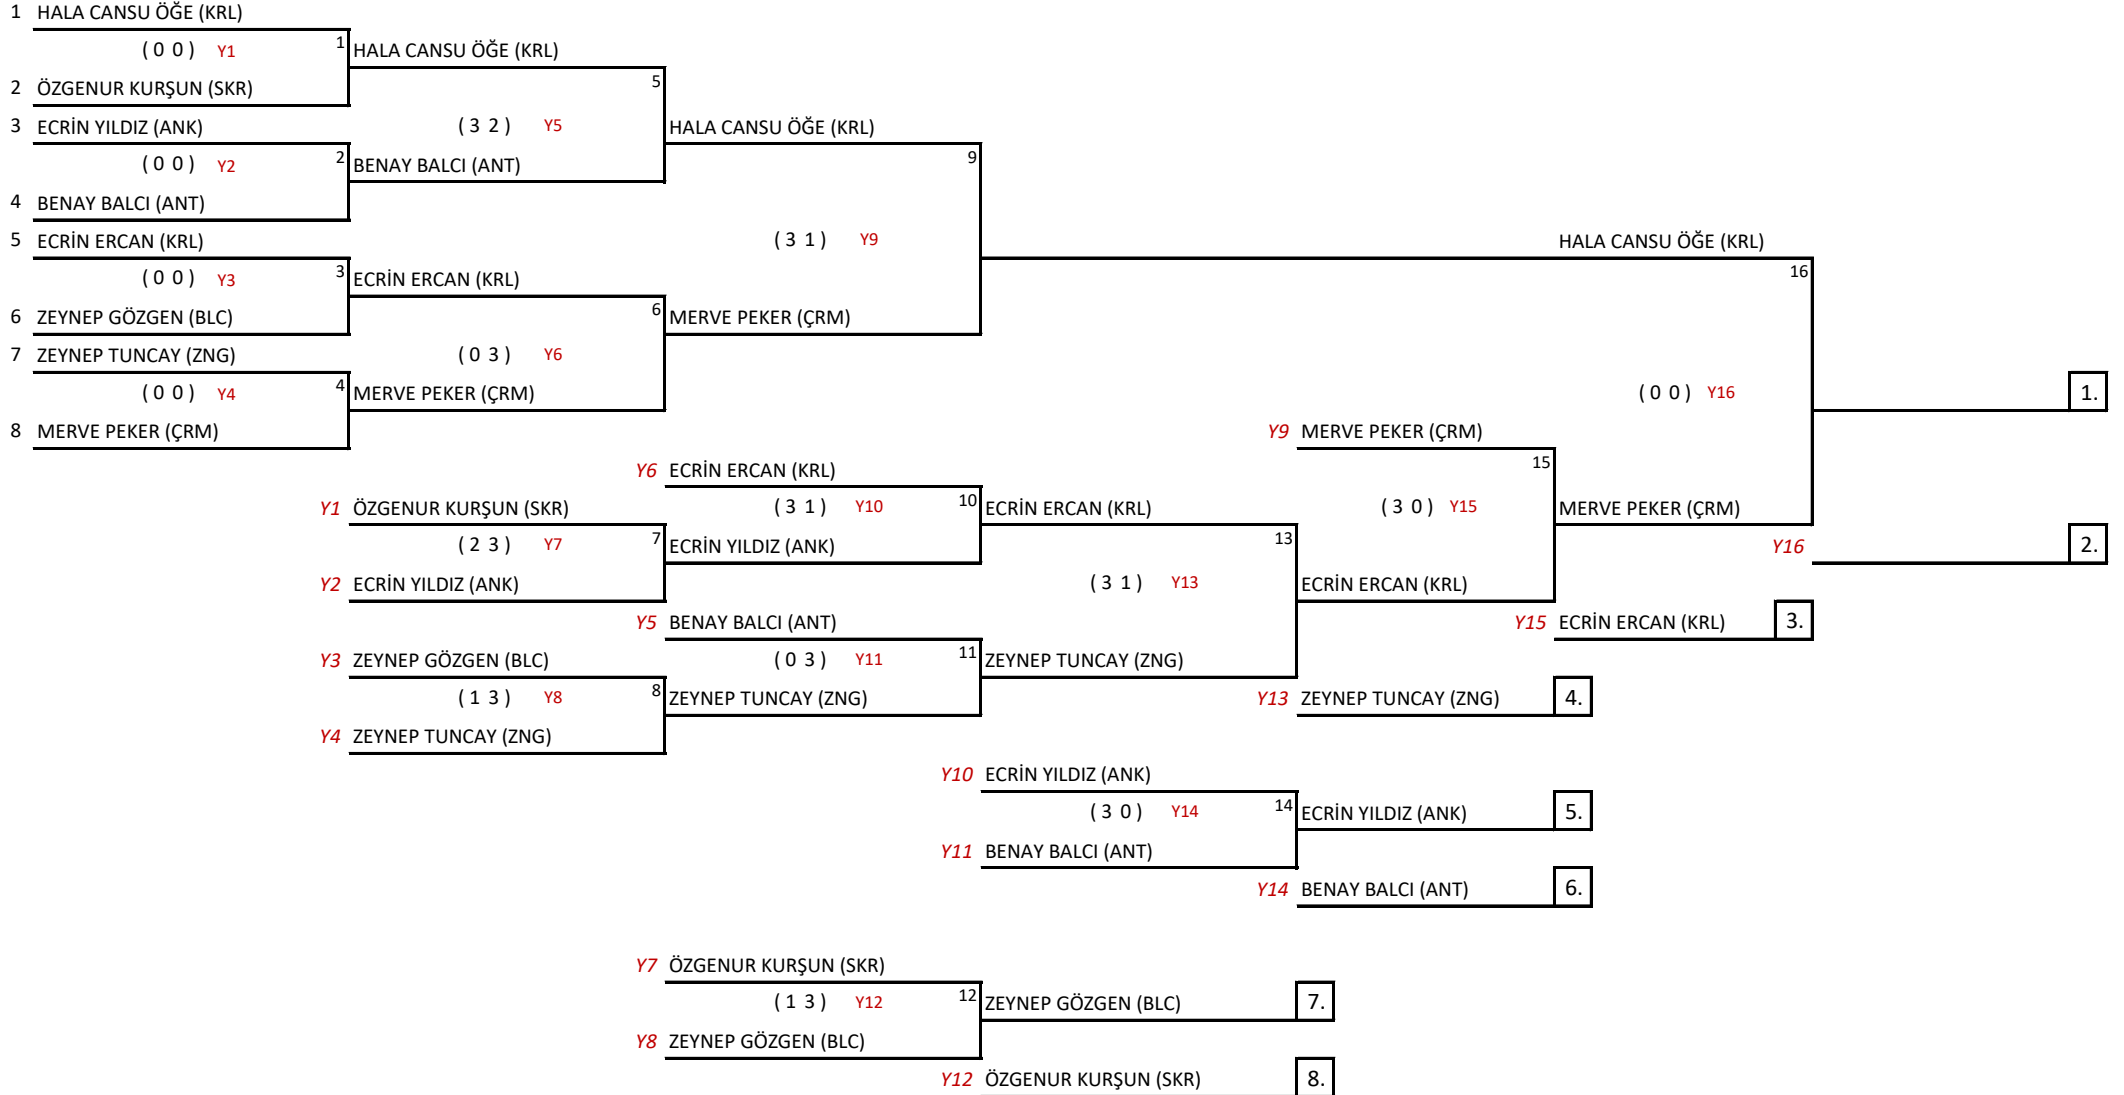 1 HALA CANSU ÖĞE (KRL)
( 0 0 ) Y1 1 HALA CANSU ÖĞE (KRL)
2 ÖZGENUR KURŞUN (SKR) 5
3 ECRİN YILDIZ (ANK) ( 3 2 ) Y5 HALA CANSU ÖĞE (KRL)
( 0 0 ) Y2 2 BENAY BALCI (ANT) 9
4 BENAY BALCI (ANT)
5 ECRİN ERCAN (KRL) ( 3 1 ) Y9 HALA CANSU ÖĞE (KRL)
( 0 0 ) Y3 3 ECRİN ERCAN (KRL) 16
6 ZEYNEP GÖZGEN (BLC) 6 MERVE PEKER (ÇRM)
7 ZEYNEP TUNCAY (ZNG) ( 0 3 ) Y6
( 0 0 ) Y4 4 MERVE PEKER (ÇRM) ( 0 0 ) Y16 1.
8 MERVE PEKER (ÇRM) Y9 MERVE PEKER (ÇRM)
Y6 ECRİN ERCAN (KRL) 15
Y1 ÖZGENUR KURŞUN (SKR) ( 3 1 ) Y10 10 ECRİN ERCAN (KRL) ( 3 0 ) Y15 MERVE PEKER (ÇRM)
( 2 3 ) Y7 7 ECRİN YILDIZ (ANK) 13 Y16 2.
Y2 ECRİN YILDIZ (ANK) ( 3 1 ) Y13 ECRİN ERCAN (KRL)
Y5 BENAY BALCI (ANT) Y15 ECRİN ERCAN (KRL) 3.
Y3 ZEYNEP GÖZGEN (BLC) ( 0 3 ) Y11 11 ZEYNEP TUNCAY (ZNG)
( 1 3 ) Y8 8 ZEYNEP TUNCAY (ZNG) Y13 ZEYNEP TUNCAY (ZNG) 4.
Y4 ZEYNEP TUNCAY (ZNG)
Y10 ECRİN YILDIZ (ANK)
( 3 0 ) Y14 14 ECRİN YILDIZ (ANK) 5.
Y11 BENAY BALCI (ANT)
Y14 BENAY BALCI (ANT) 6.
Y7 ÖZGENUR KURŞUN (SKR)
( 1 3 ) Y12 12 ZEYNEP GÖZGEN (BLC) 7.
Y8 ZEYNEP GÖZGEN (BLC)
Y12 ÖZGENUR KURŞUN (SKR) 8.